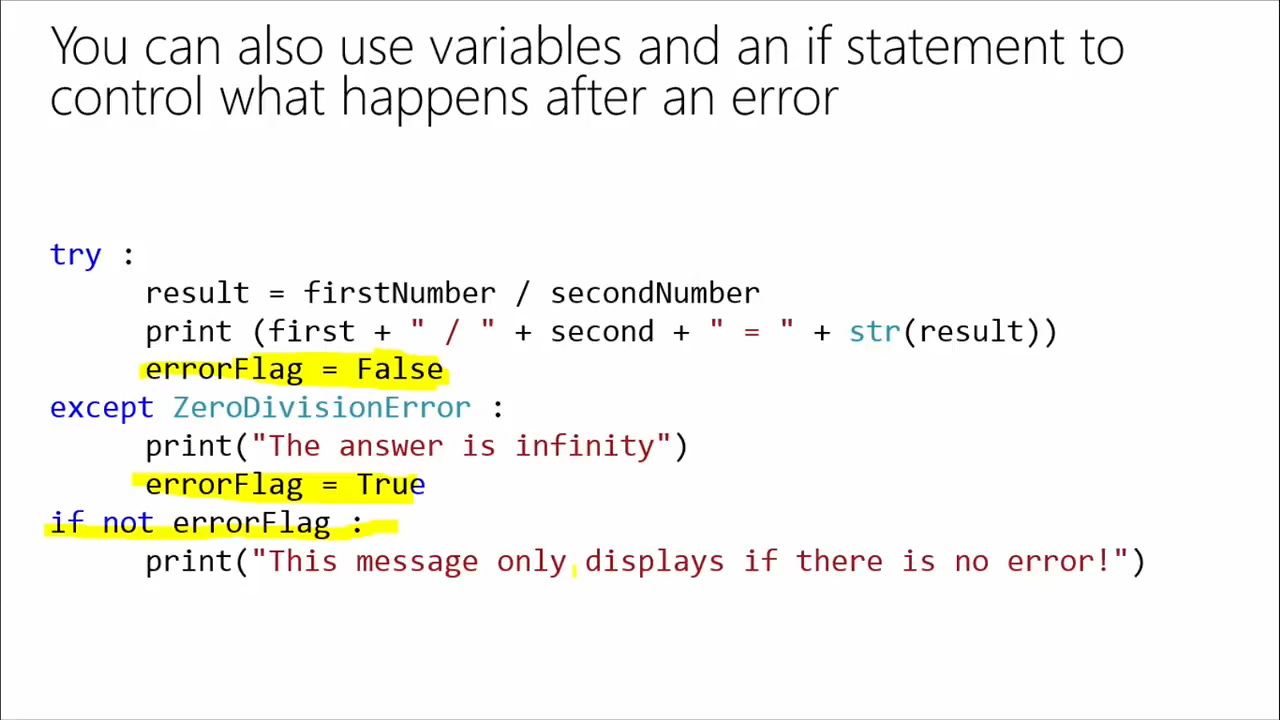 You can also use variables and an if statement to
control what happens after an error
try :
result = firstNumber / secondNumber
print (first + " / " + second + " = " + str(result))
errorFlag = False
except ZeroDivisionError :
print("The answer is infinity")
errorFlag = True
if not errorFlag :
print("This message only displays if there is no error!")